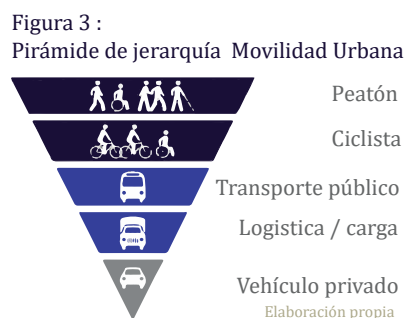 Figura 3 :
Pirámide de jerarquía Movilidad Urbana
Peatón
Ciclista
Transporte público
Logistica / carga
Vehículo privado
Elaboración propia